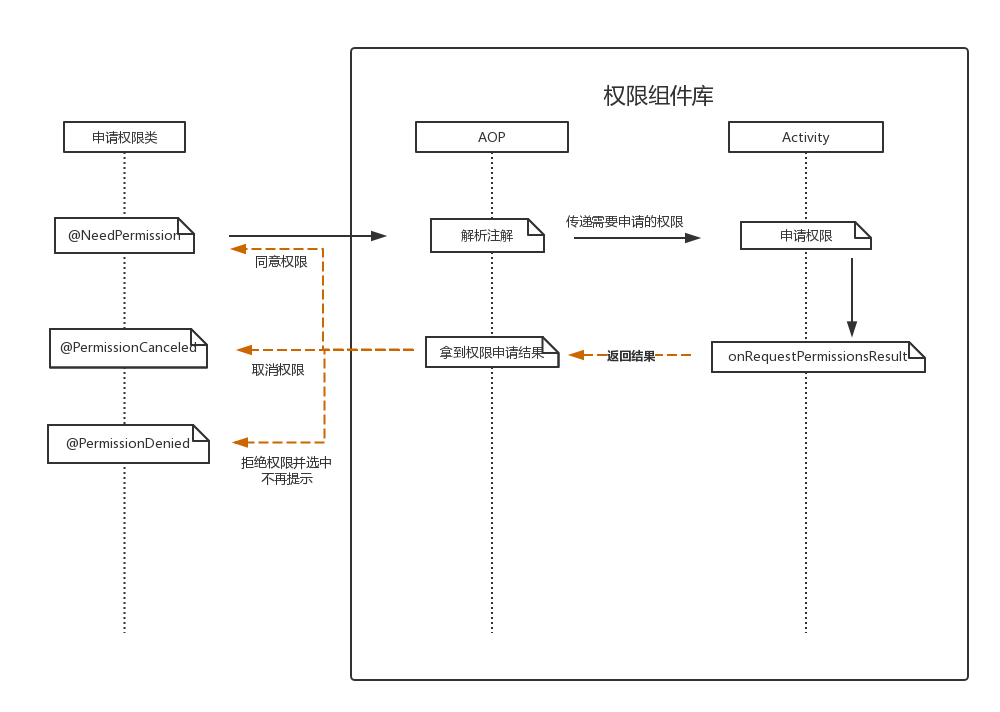 权限组件库
申请权限类
AOP
Activity
@NeedPermission
解析注解
传递需要申请的权限
申请权限
同意权限
@PermissionCanceled
拿到权限申请结果
返回结果
onRequestPermissionsResult
取消权限
@PermissionDenied
拒绝权限并选中
不再提示